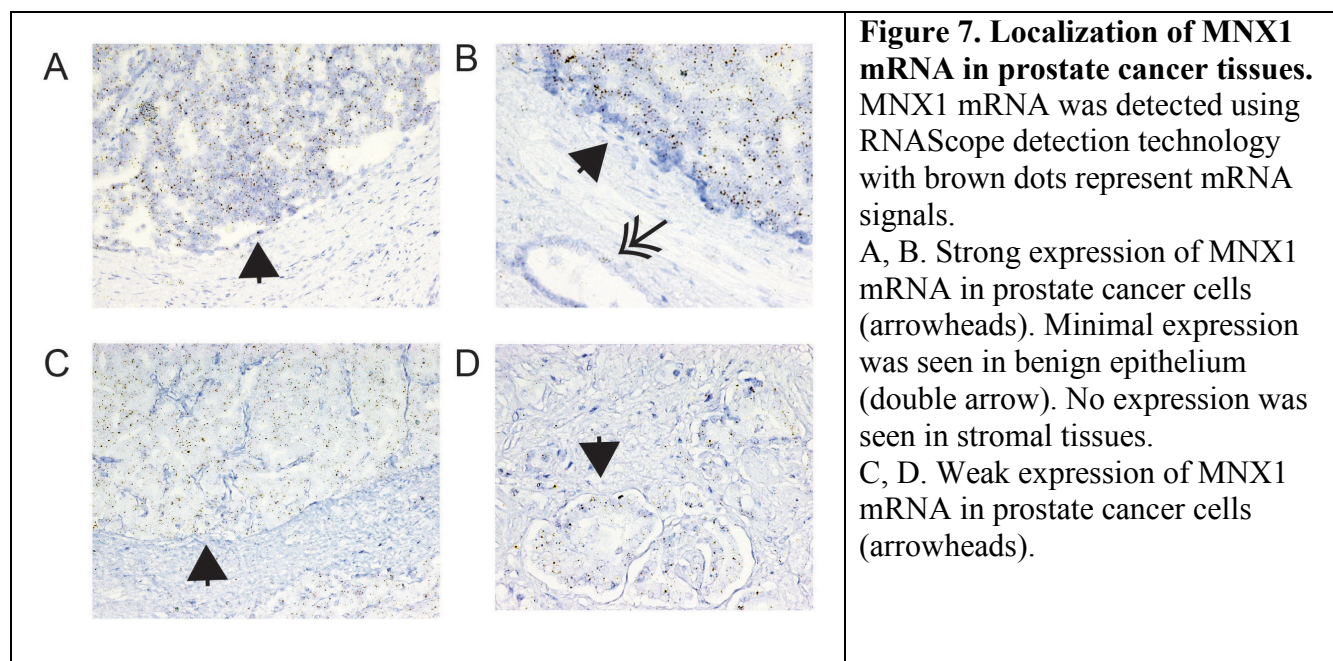 A
B
C
D
Figure 7. Localization of MNX1
mRNA in prostate cancer tissues.
MNX1 mRNA was detected using
RNAScope detection technology
with brown dots represent mRNA
signals.
A, B. Strong expression of MNX1
mRNA in prostate cancer cells
(arrowheads). Minimal expression
was seen in benign epithelium
(double arrow). No expression was
seen in stromal tissues.
C, D. Weak expression of MNX1
mRNA in prostate cancer cells
(arrowheads).